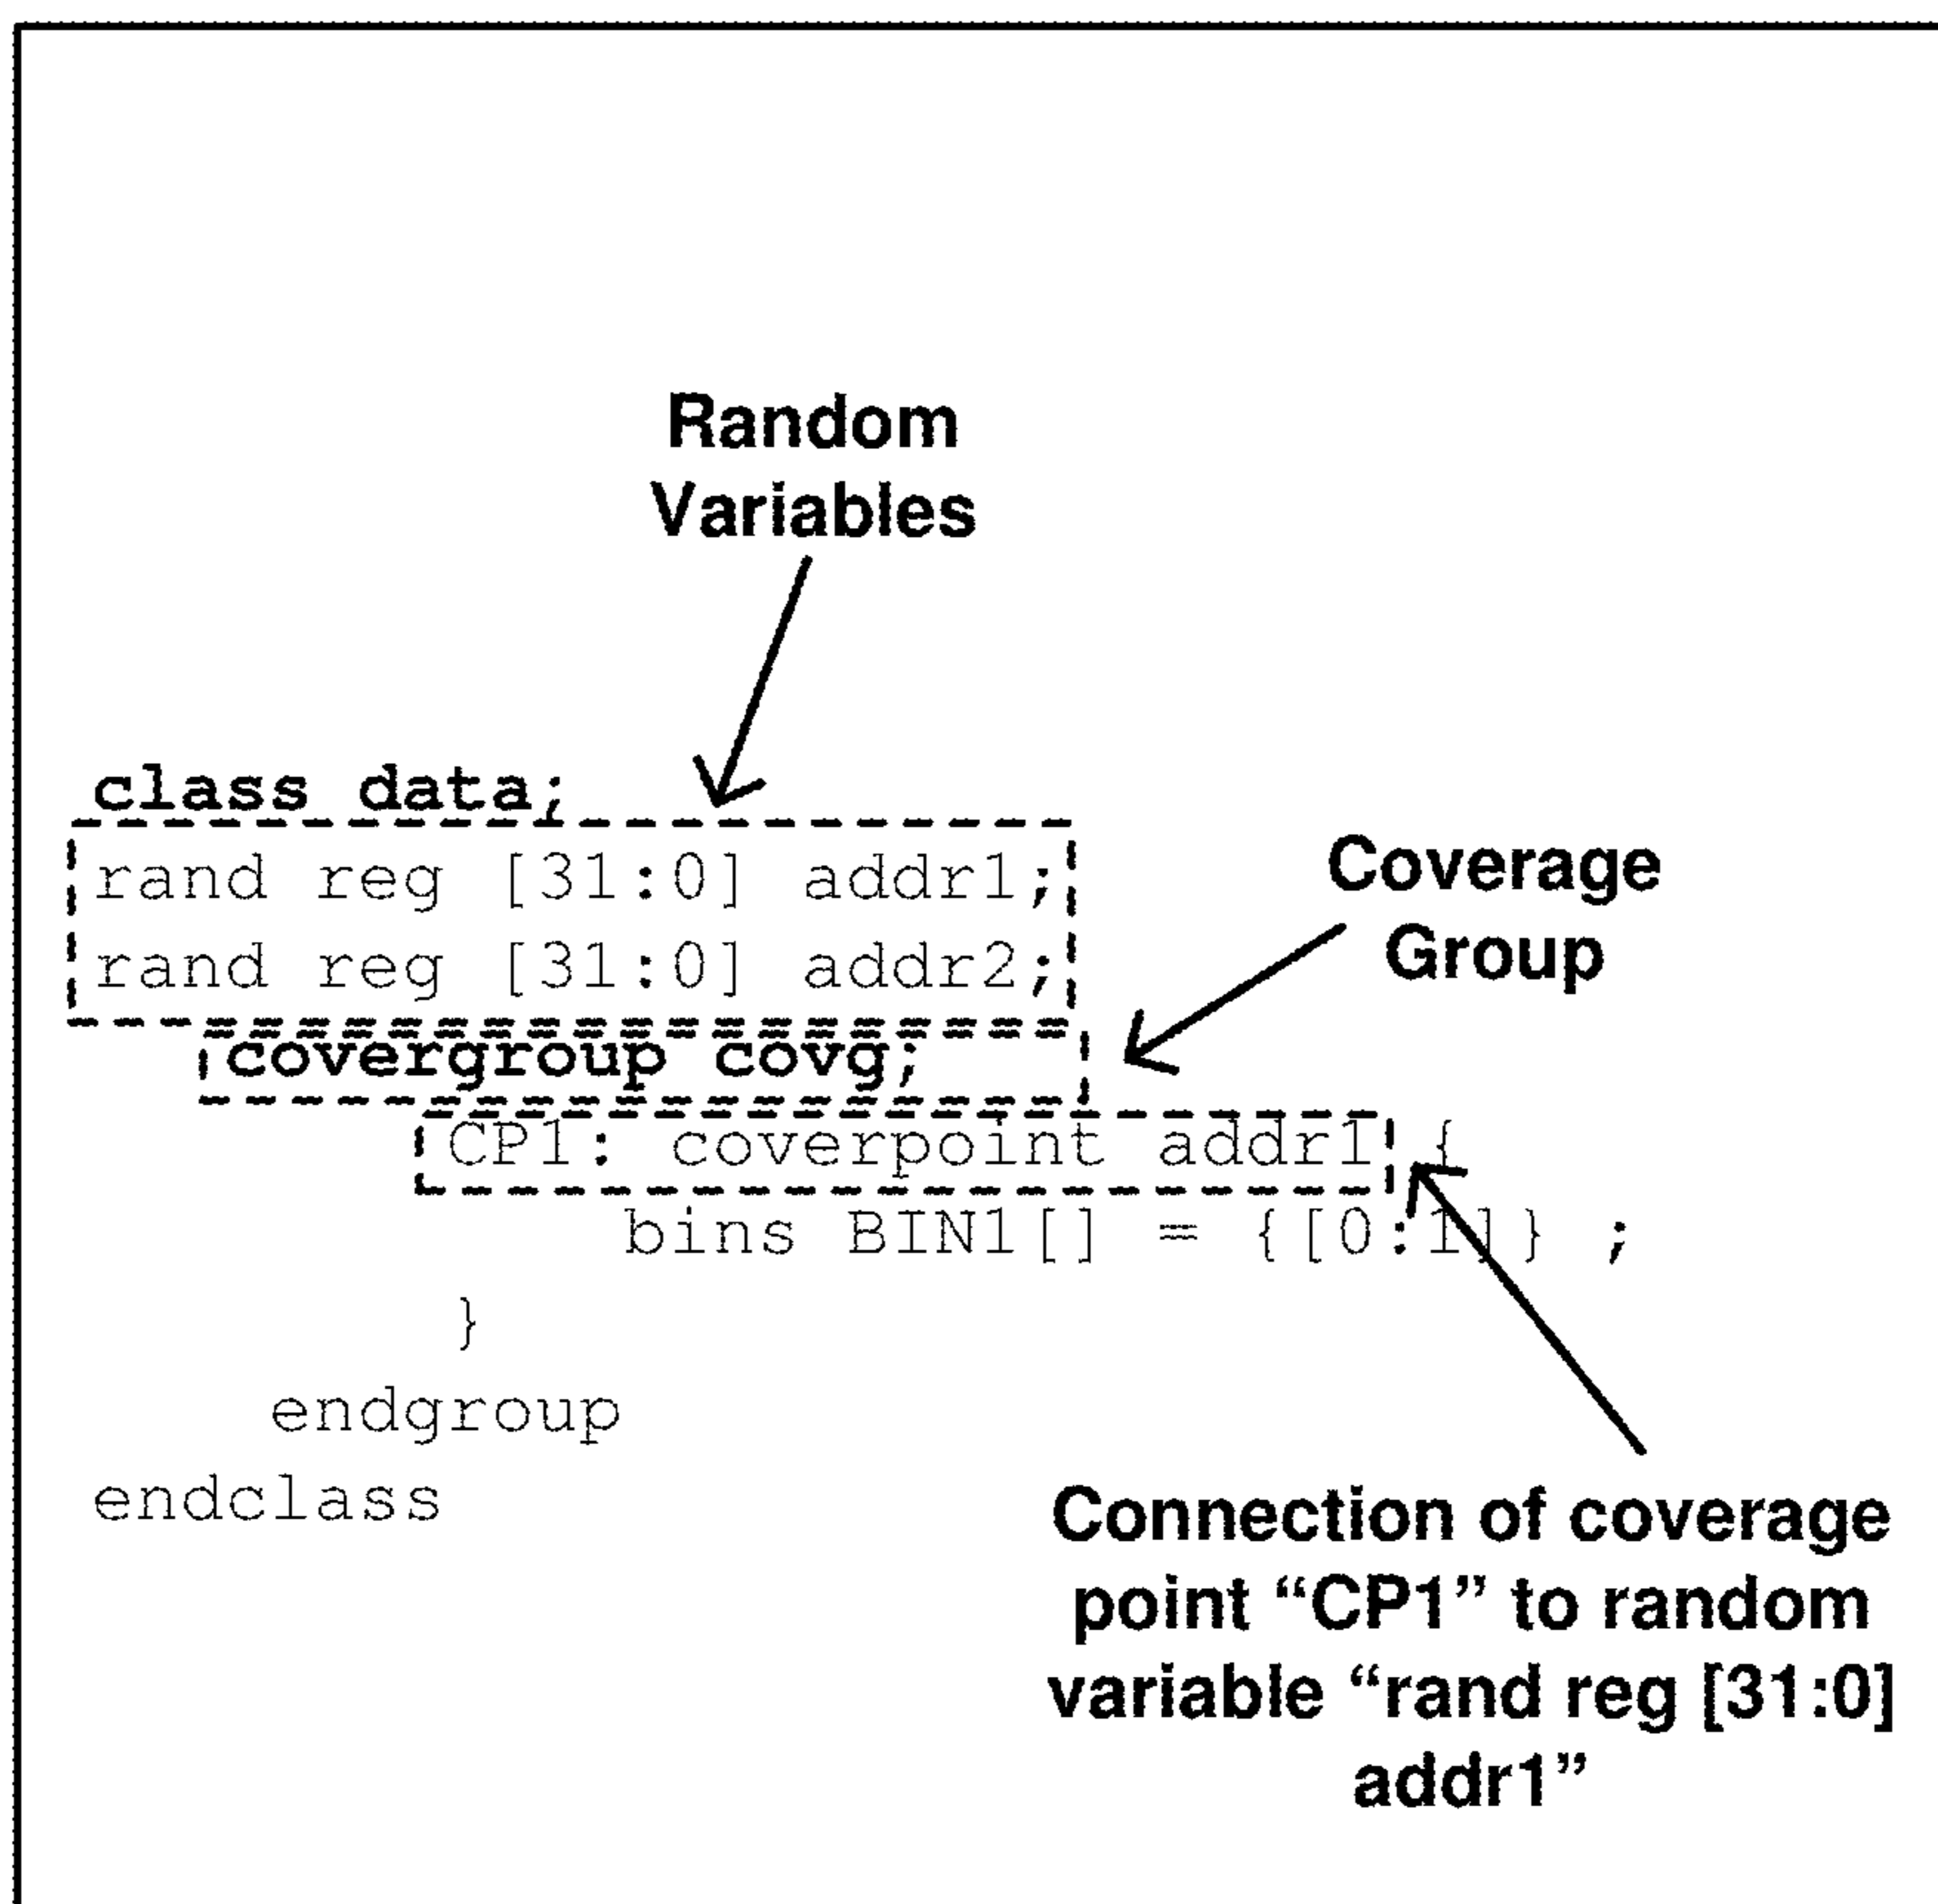 Random
Variables
class data;
rand reg [31:0] addr1;
rand reg [31:0] addr2;
Coverage
Group
covergroup covg;
CP1: coverpoint addr1 {
bins BIN1[] = {[0:1]} ;
}
endgroup
endclass
Connection of coverage
point “CP1” to random
variable “rand reg [31:0]
addr1”